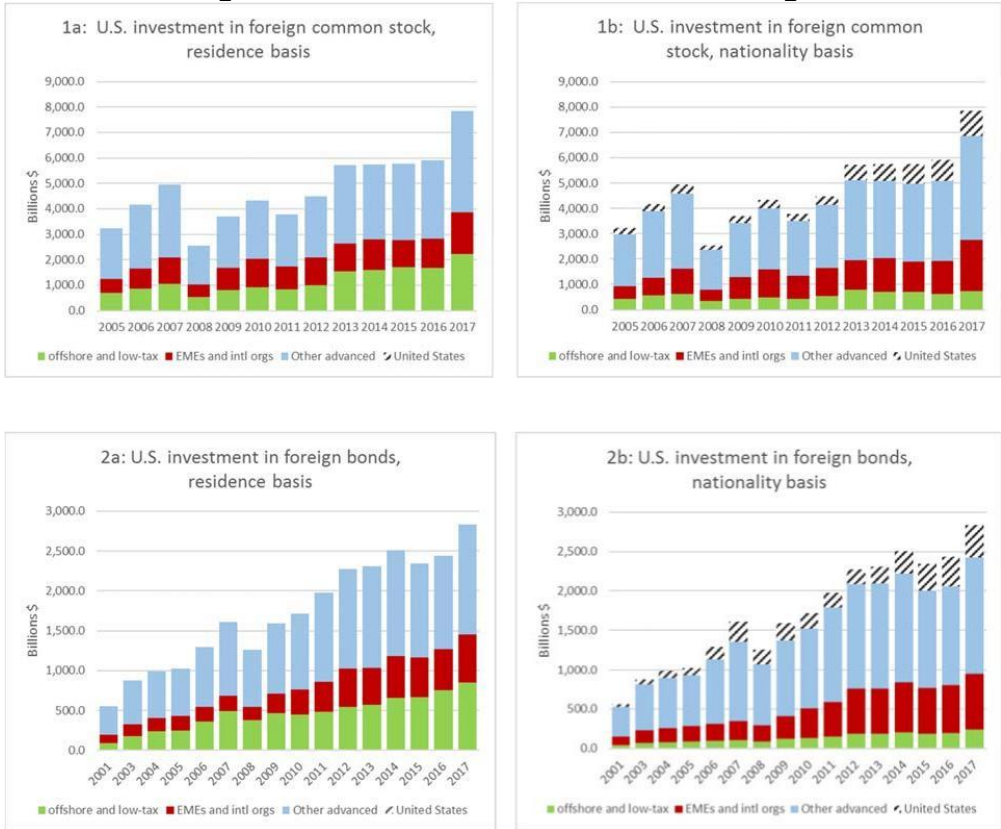 1a: U.S. investment in foreign common stock,
residence basis
9,000.0
8,000.0
7,000.0
6,000.0
5,000.0
4,000.0
3,000.0
2,000.0
1,000.0
0.0
Billions $
2005 2006 2007 2008 2009 2010 2011 2012 2013 2014 2015 2016 2017
offshore and low-tax EMEs and intl orgs Other advanced United States
1b: U.S. investment in foreign common
stock, nationality basis
9,000.0
8,000.0
7,000.0
6,000.0
5,000.0
4,000.0
3,000.0
2,000.0
1,000.0
0.0
Billions $
2005 2006 2007 2008 2009 2010 2011 2012 2013 2014 2015 2016 2017
offshore and low-tax EMEs and intl orgs Other advanced United States
2a: U.S. investment in foreign bonds,
residence basis
3,000.0
2,500.0
2,000.0
1,500.0
1,000.0
500.0
0.0
Billions $
2001 2003 2004 2005 2006 2007 2008 2009 2010 2011 2012 2013 2014 2015 2016 2017
offshore and low-tax EMEs and intl orgs Other advanced United States
2b: U.S. investment in foreign bonds,
nationality basis
3,000.0
2,500.0
2,000.0
1,500.0
1,000.0
500.0
0.0
Billions $
2001 2003 2004 2005 2006 2007 2008 2009 2010 2011 2012 2013 2014 2015 2016 2017
offshore and low-tax EMEs and intl orgs Other advanced United States